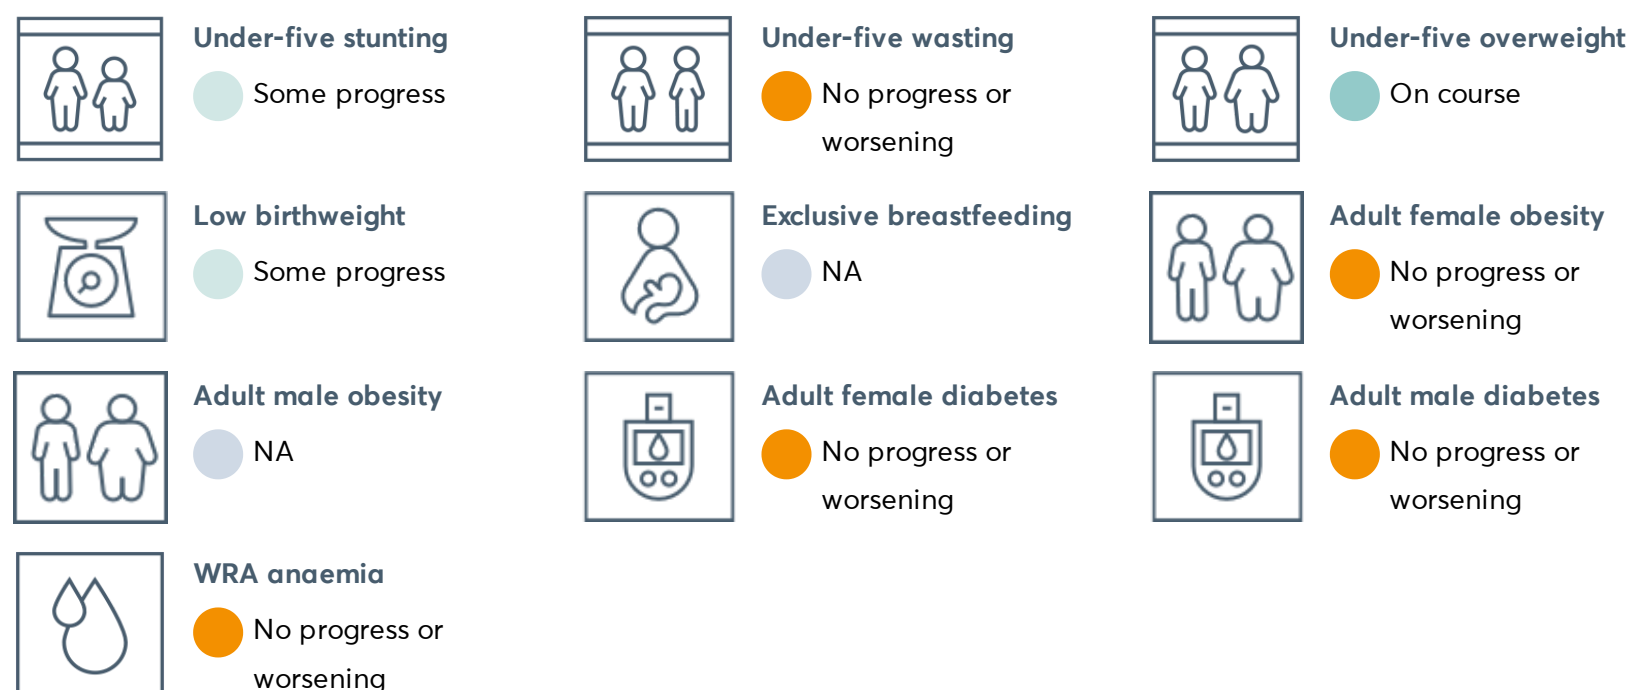 Under-five stunting
Some progress
Under-five wasting
No progress or
worsening
Under-five overweight
On course
Low birthweight
Some progress
Exclusive breastfeeding
NA
Adult female obesity
No progress or
worsening
Adult male obesity
NA
Adult female diabetes
No progress or
worsening
Adult male diabetes
No progress or
worsening
WRA anaemia
No progress or
worsening